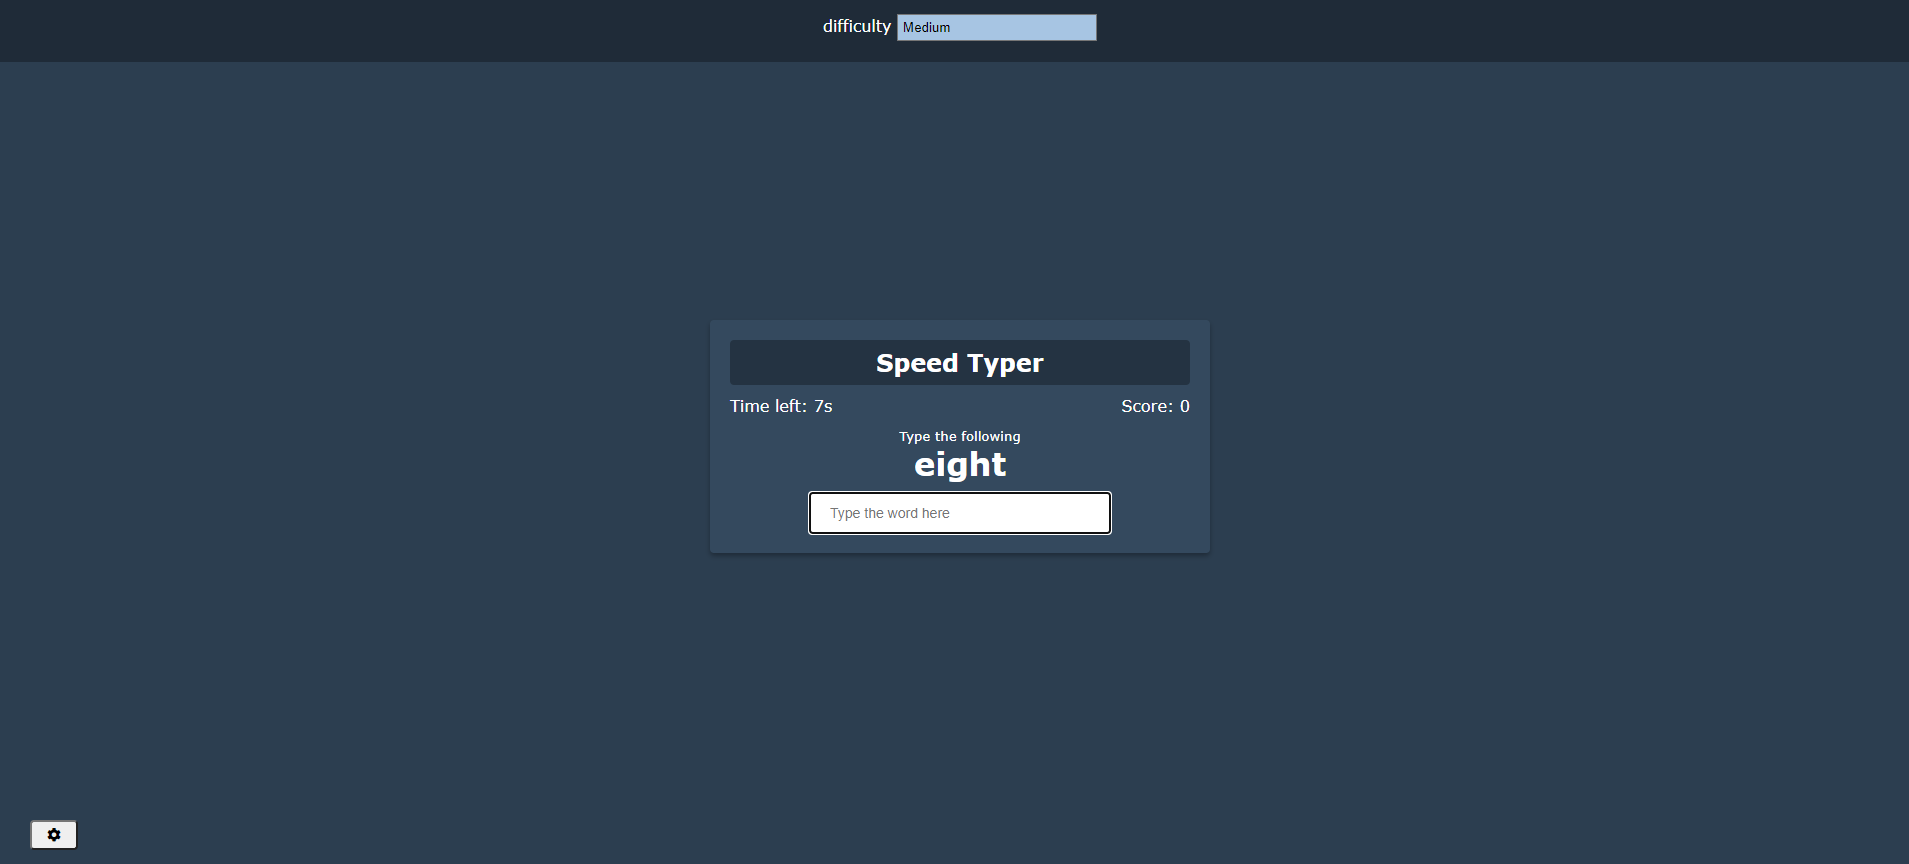 difficulty Medium
Speed Typer
Time left: 7s Score: 0
Type the following
eight
Type the word here